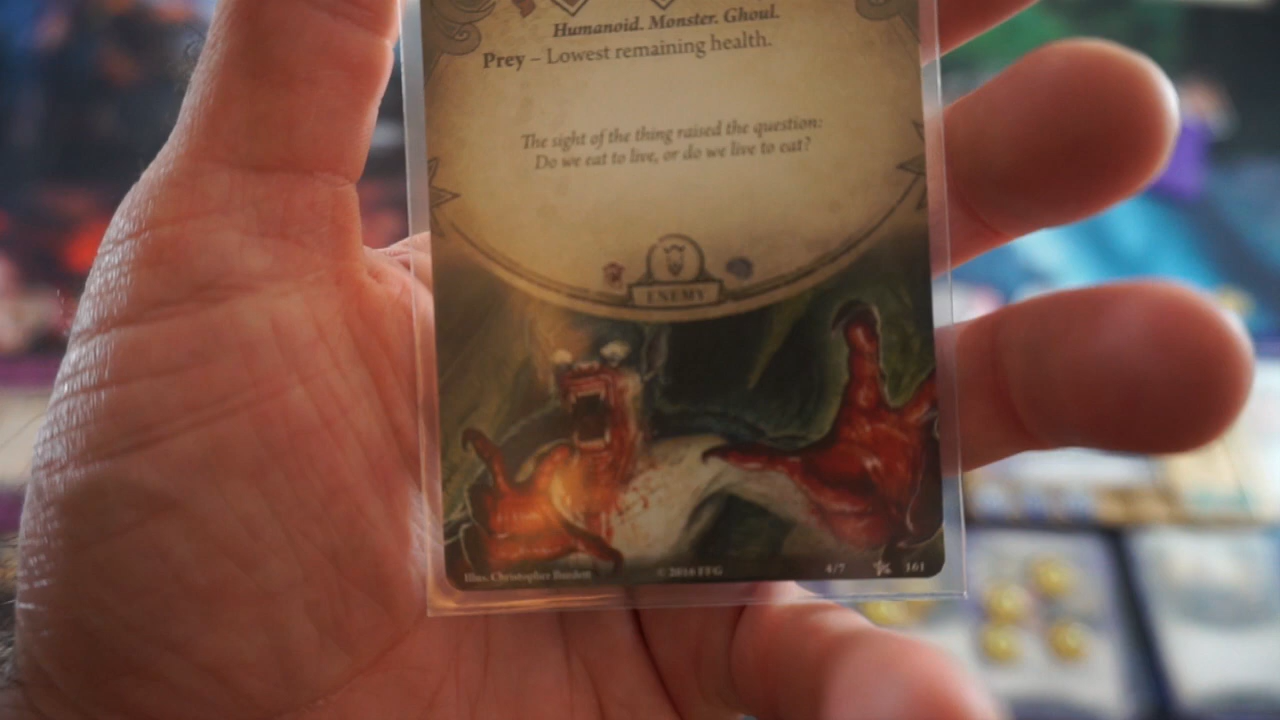 Humanoid. Monster. Ghoul.
Prey – Lowest remaining health.
The sight of the thing raised the question:
Do we eat to live, or do we live to eat?
ENEMY
Illus. Christopher Burdett
© 2016 FFG
4/7
161